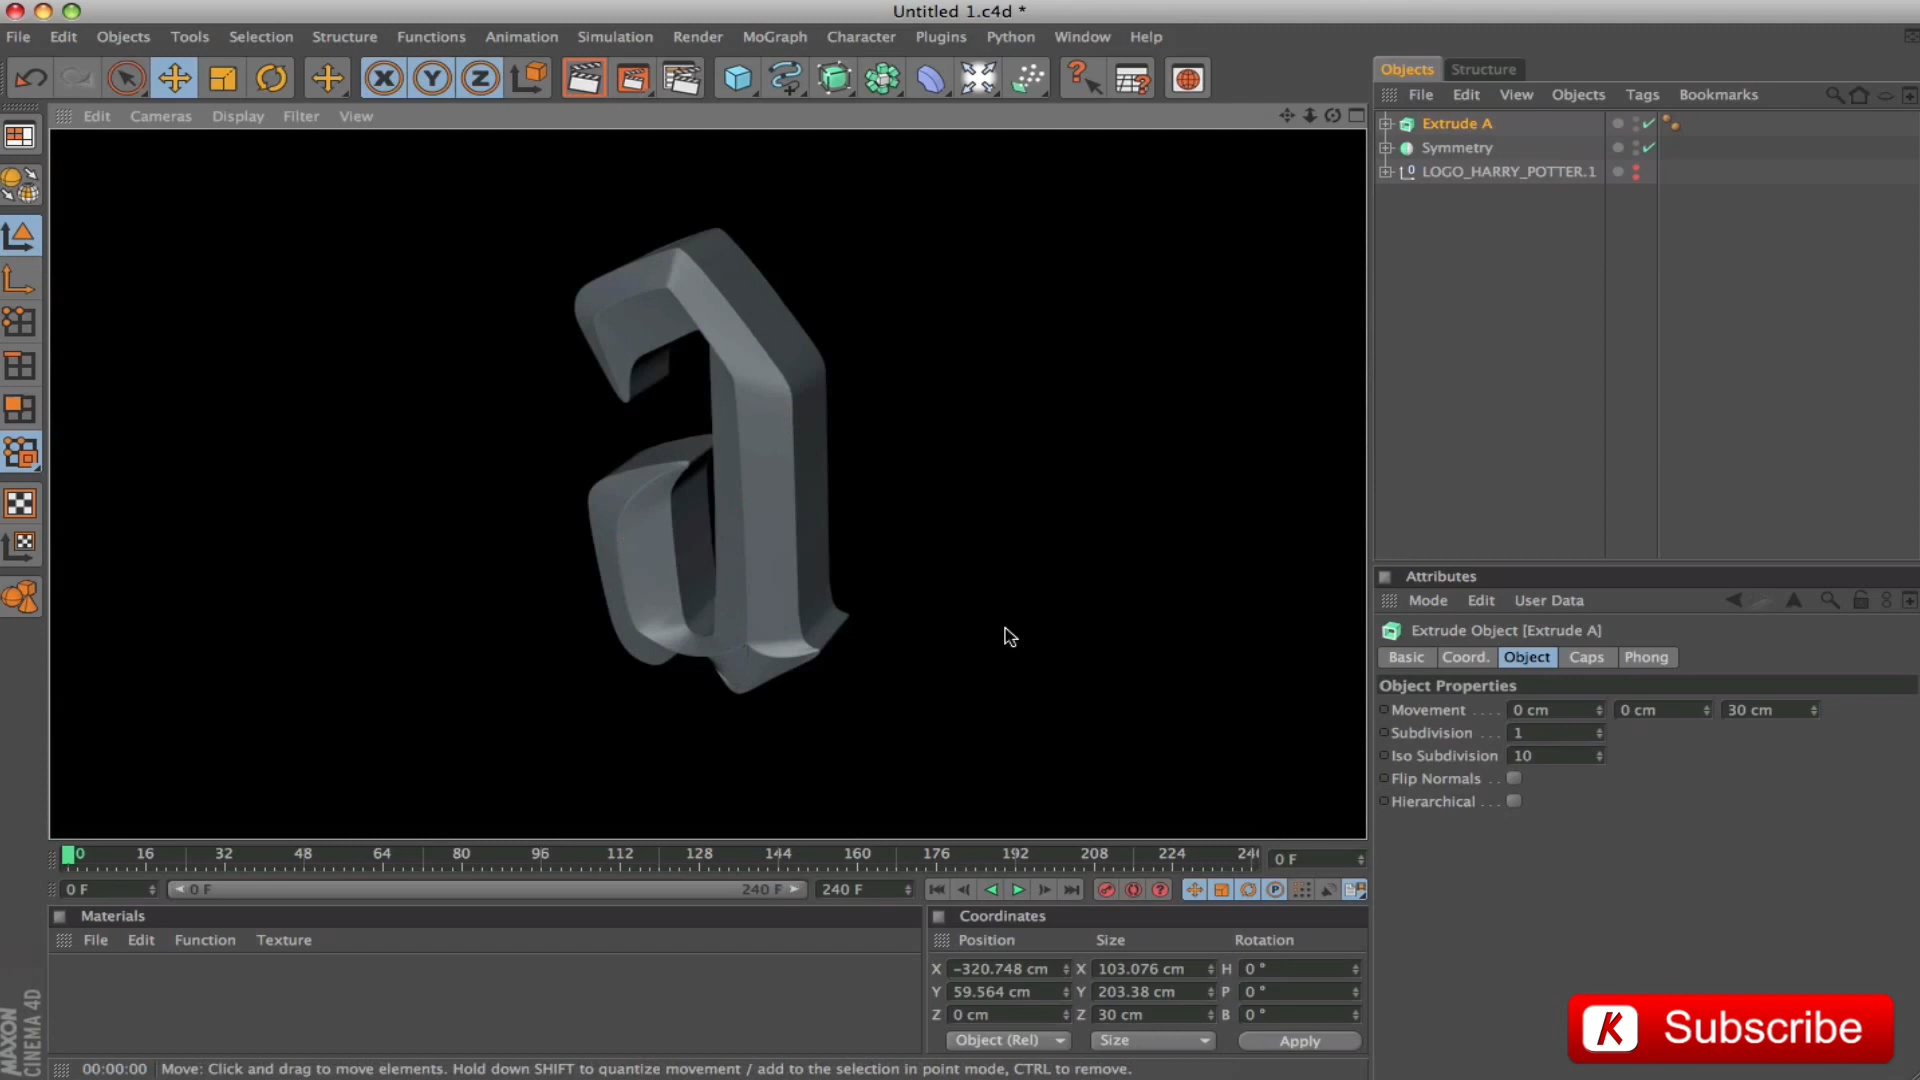 Untitled 1.c4d *
File Edit Objects Tools Selection Structure Functions Animation Simulation Render MoGraph Character Plugins Python Window Help
Edit Cameras Display Filter View
a
Objects Structure
File Edit View Objects Tags Bookmarks
Extrude A
Symmetry
LOGO_HARRY_POTTER.1
Attributes
Mode Edit User Data
Extrude Object [Extrude A]
Basic Coord. Object Caps Phong
Object Properties
Movement . . . . 0 cm 0 cm 30 cm
Subdivision . . . 1
Iso Subdivision 10
Flip Normals . .
Hierarchical . . .
0 16 32 48 64 80 96 112 128 144 160 176 192 208 224 0 F
0 F 0 F 240 F 240 F
Materials
File Edit Function Texture
Coordinates
Position Size Rotation
X -320.748 cm X 103.076 cm H 0 °
Y 59.564 cm Y 203.38 cm P 0 °
Z 0 cm Z 30 cm B 0 °
Object (Rel) Size Apply
MAXON
CINEMA 4D
00:00:00 Move: Click and drag to move elements. Hold down SHIFT to quantize movement / add to the selection in point mode, CTRL to remove.
K Subscribe